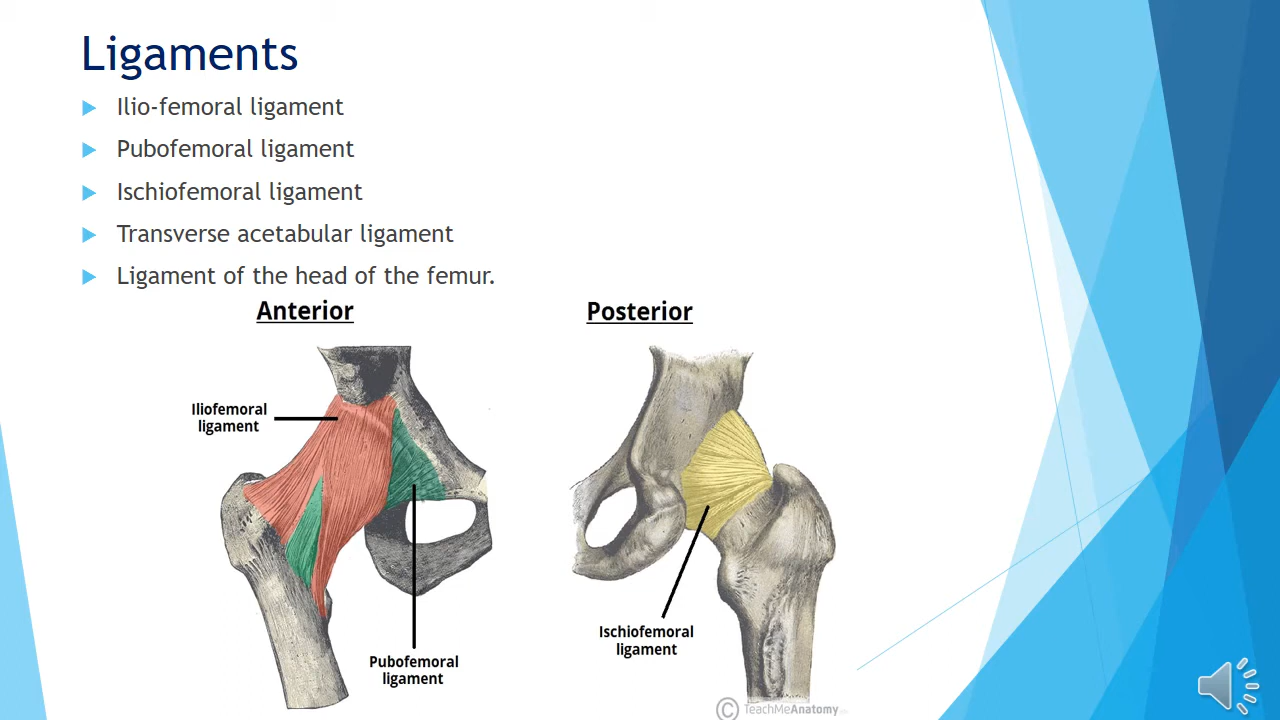 Ligaments
Ilio-femoral ligament
Pubofemoral ligament
Ischiofemoral ligament
Transverse acetabular ligament
Ligament of the head of the femur.
Anterior
Posterior
Iliofemoral
ligament
Pubofemoral
ligament
Ischiofemoral
ligament
© TeachMeAnatomy